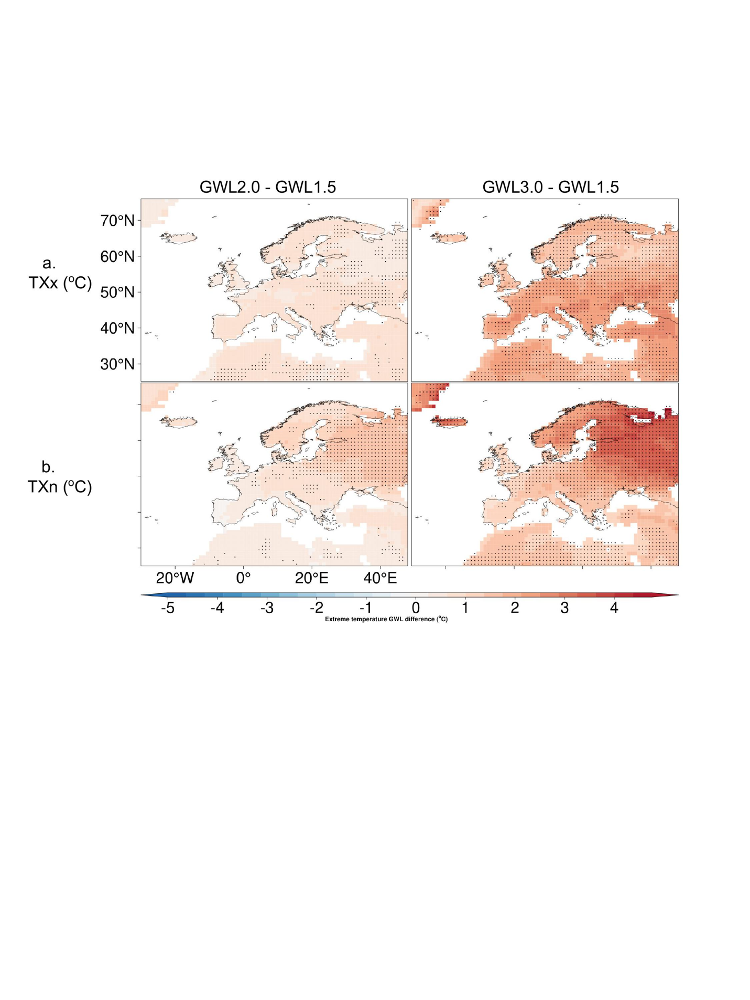 GWL2.0 - GWL1.5
GWL3.0 - GWL1.5
a.
TXx (°C)
70°N
60°N
50°N
40°N
30°N
b.
TXn (°C)
20°W 0° 20°E 40°E
-5 -4 -3 -2 -1 0 1 2 3 4
Extreme temperature GWL difference (°C)